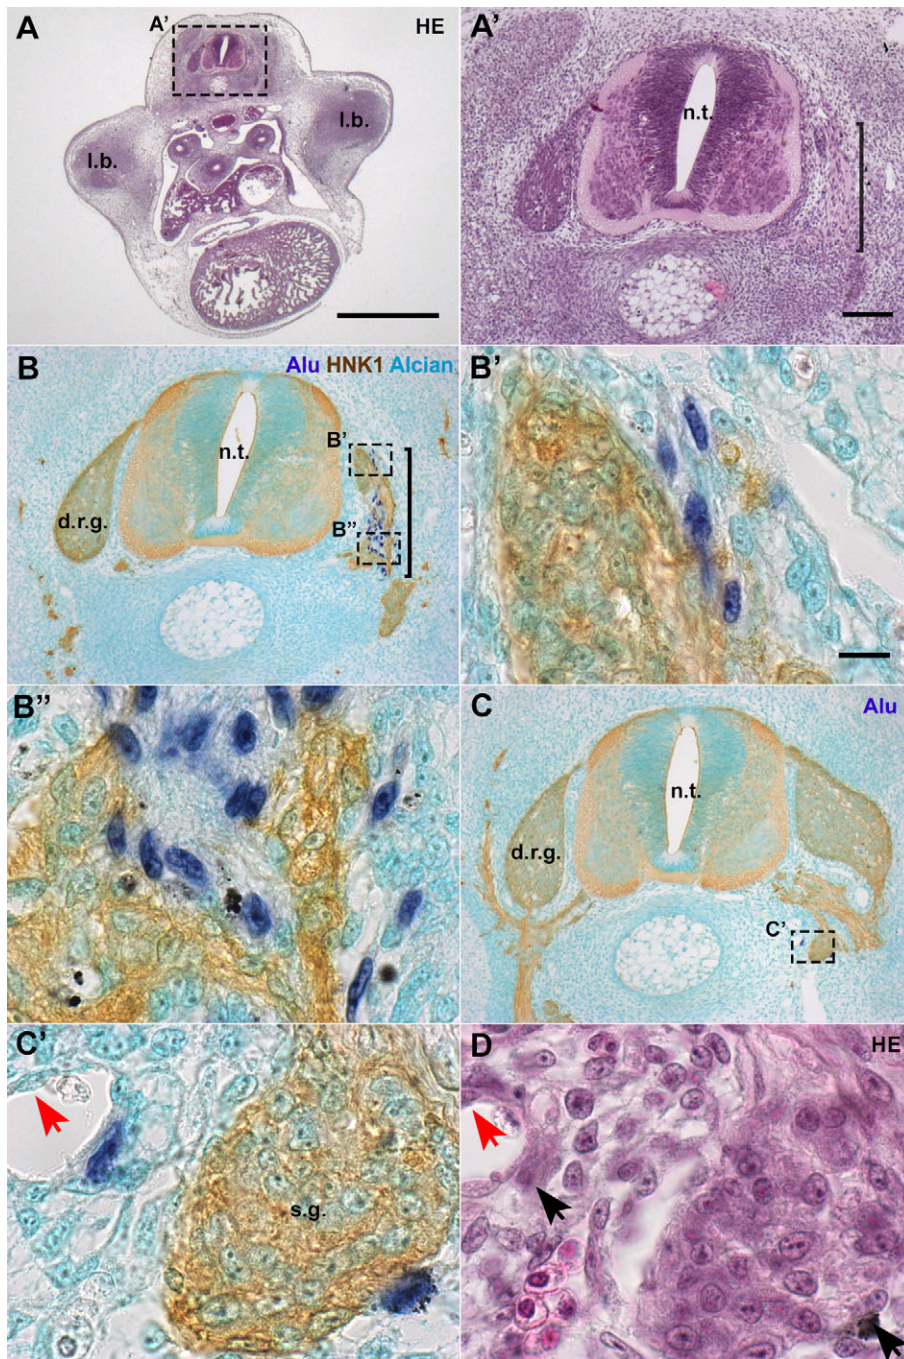 A
A'
HE
l.b.
l.b.
A'
n.t.
B
Alu HNK1 Alcian
n.t.
B'
d.r.g.
B''
B'
B''
C
Alu
n.t.
d.r.g.
C'
C'
s.g.
D
HE